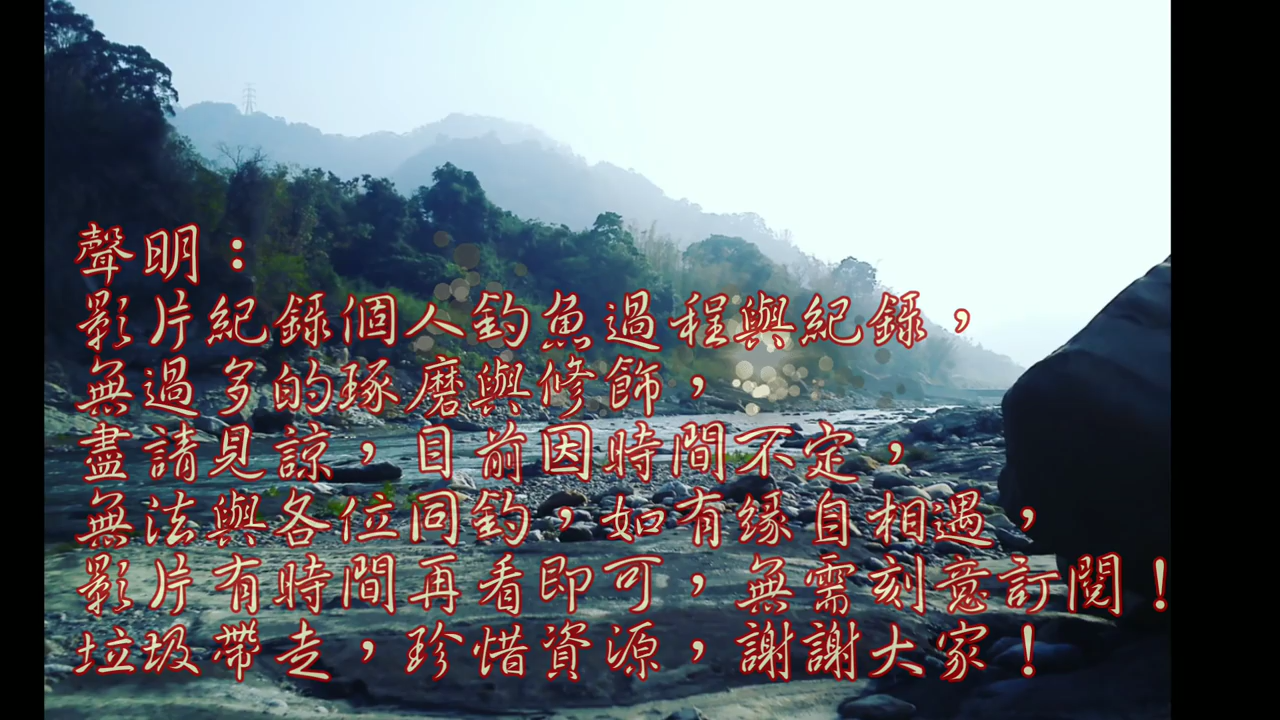 聲明：
影片紀錄個人釣魚過程與紀錄，
無過多的琢磨與修飾，
盡請見諒，目前因時間不定，
無法與各位同釣，如有緣自相遇，
影片有時間再看即可，無需刻意訂閱！
垃圾帶走，珍惜資源，謝謝大家！